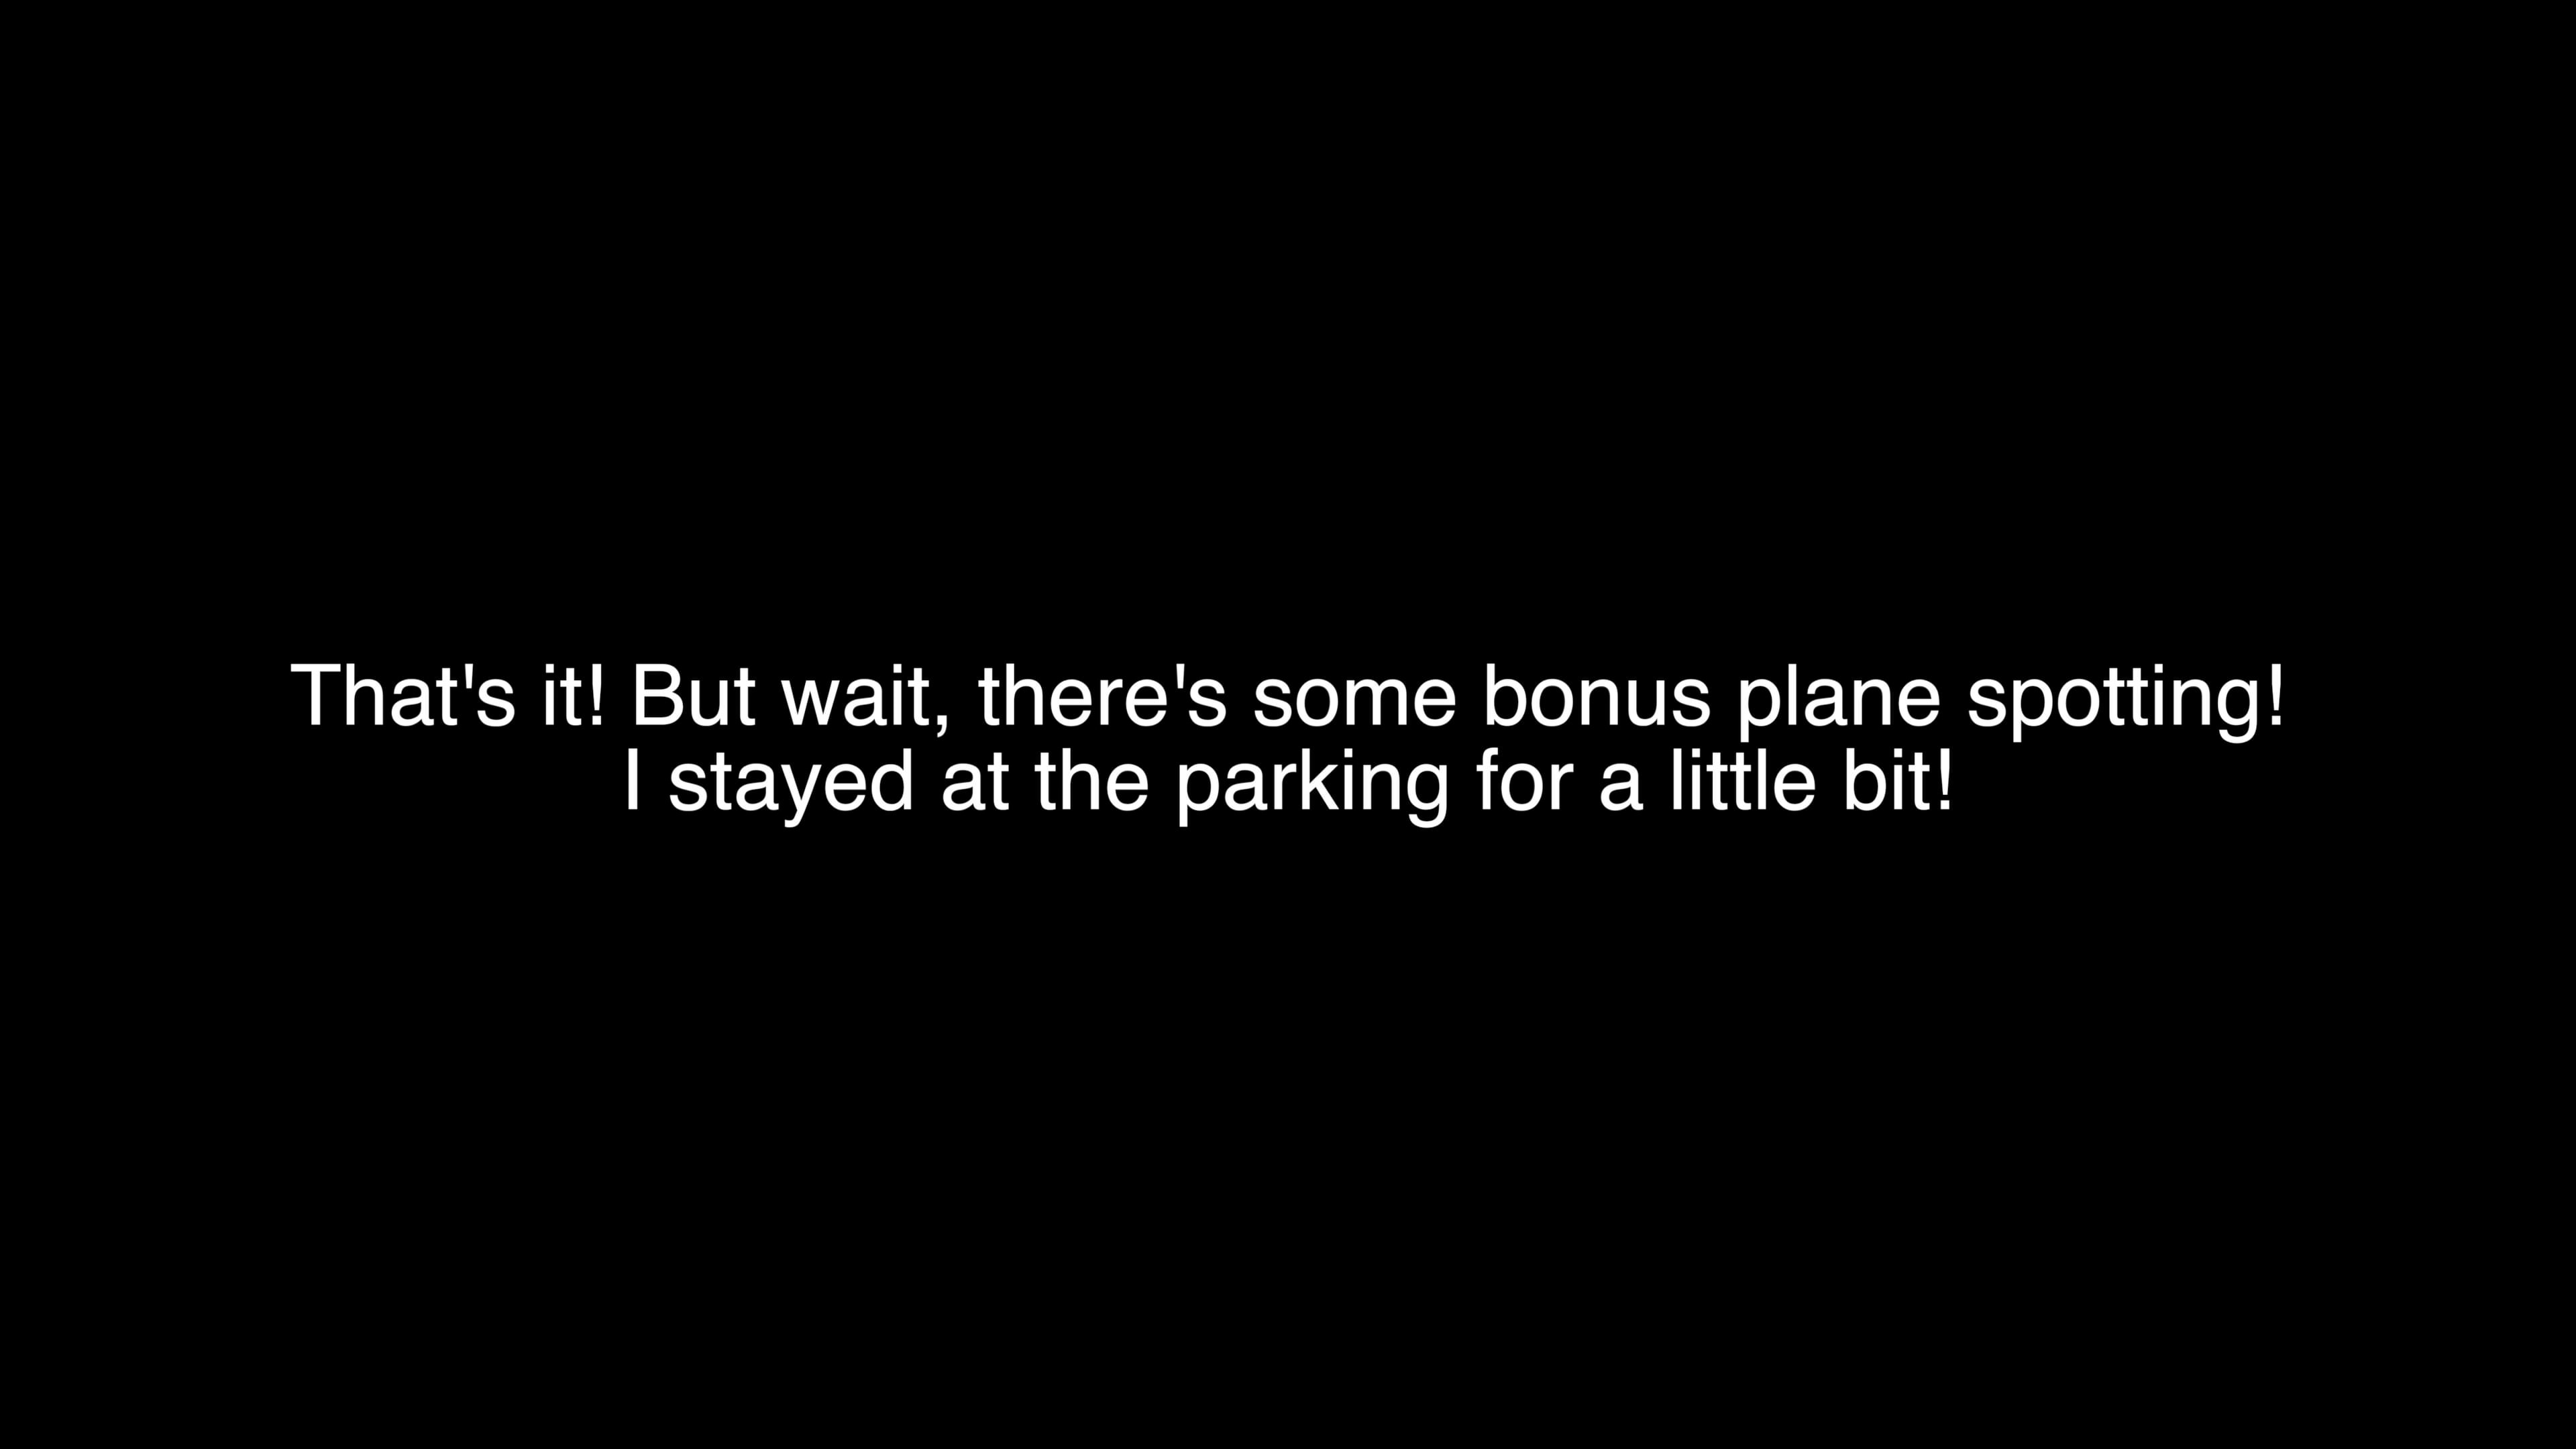 That's it! But wait, there's some bonus plane spotting!
I stayed at the parking for a little bit!